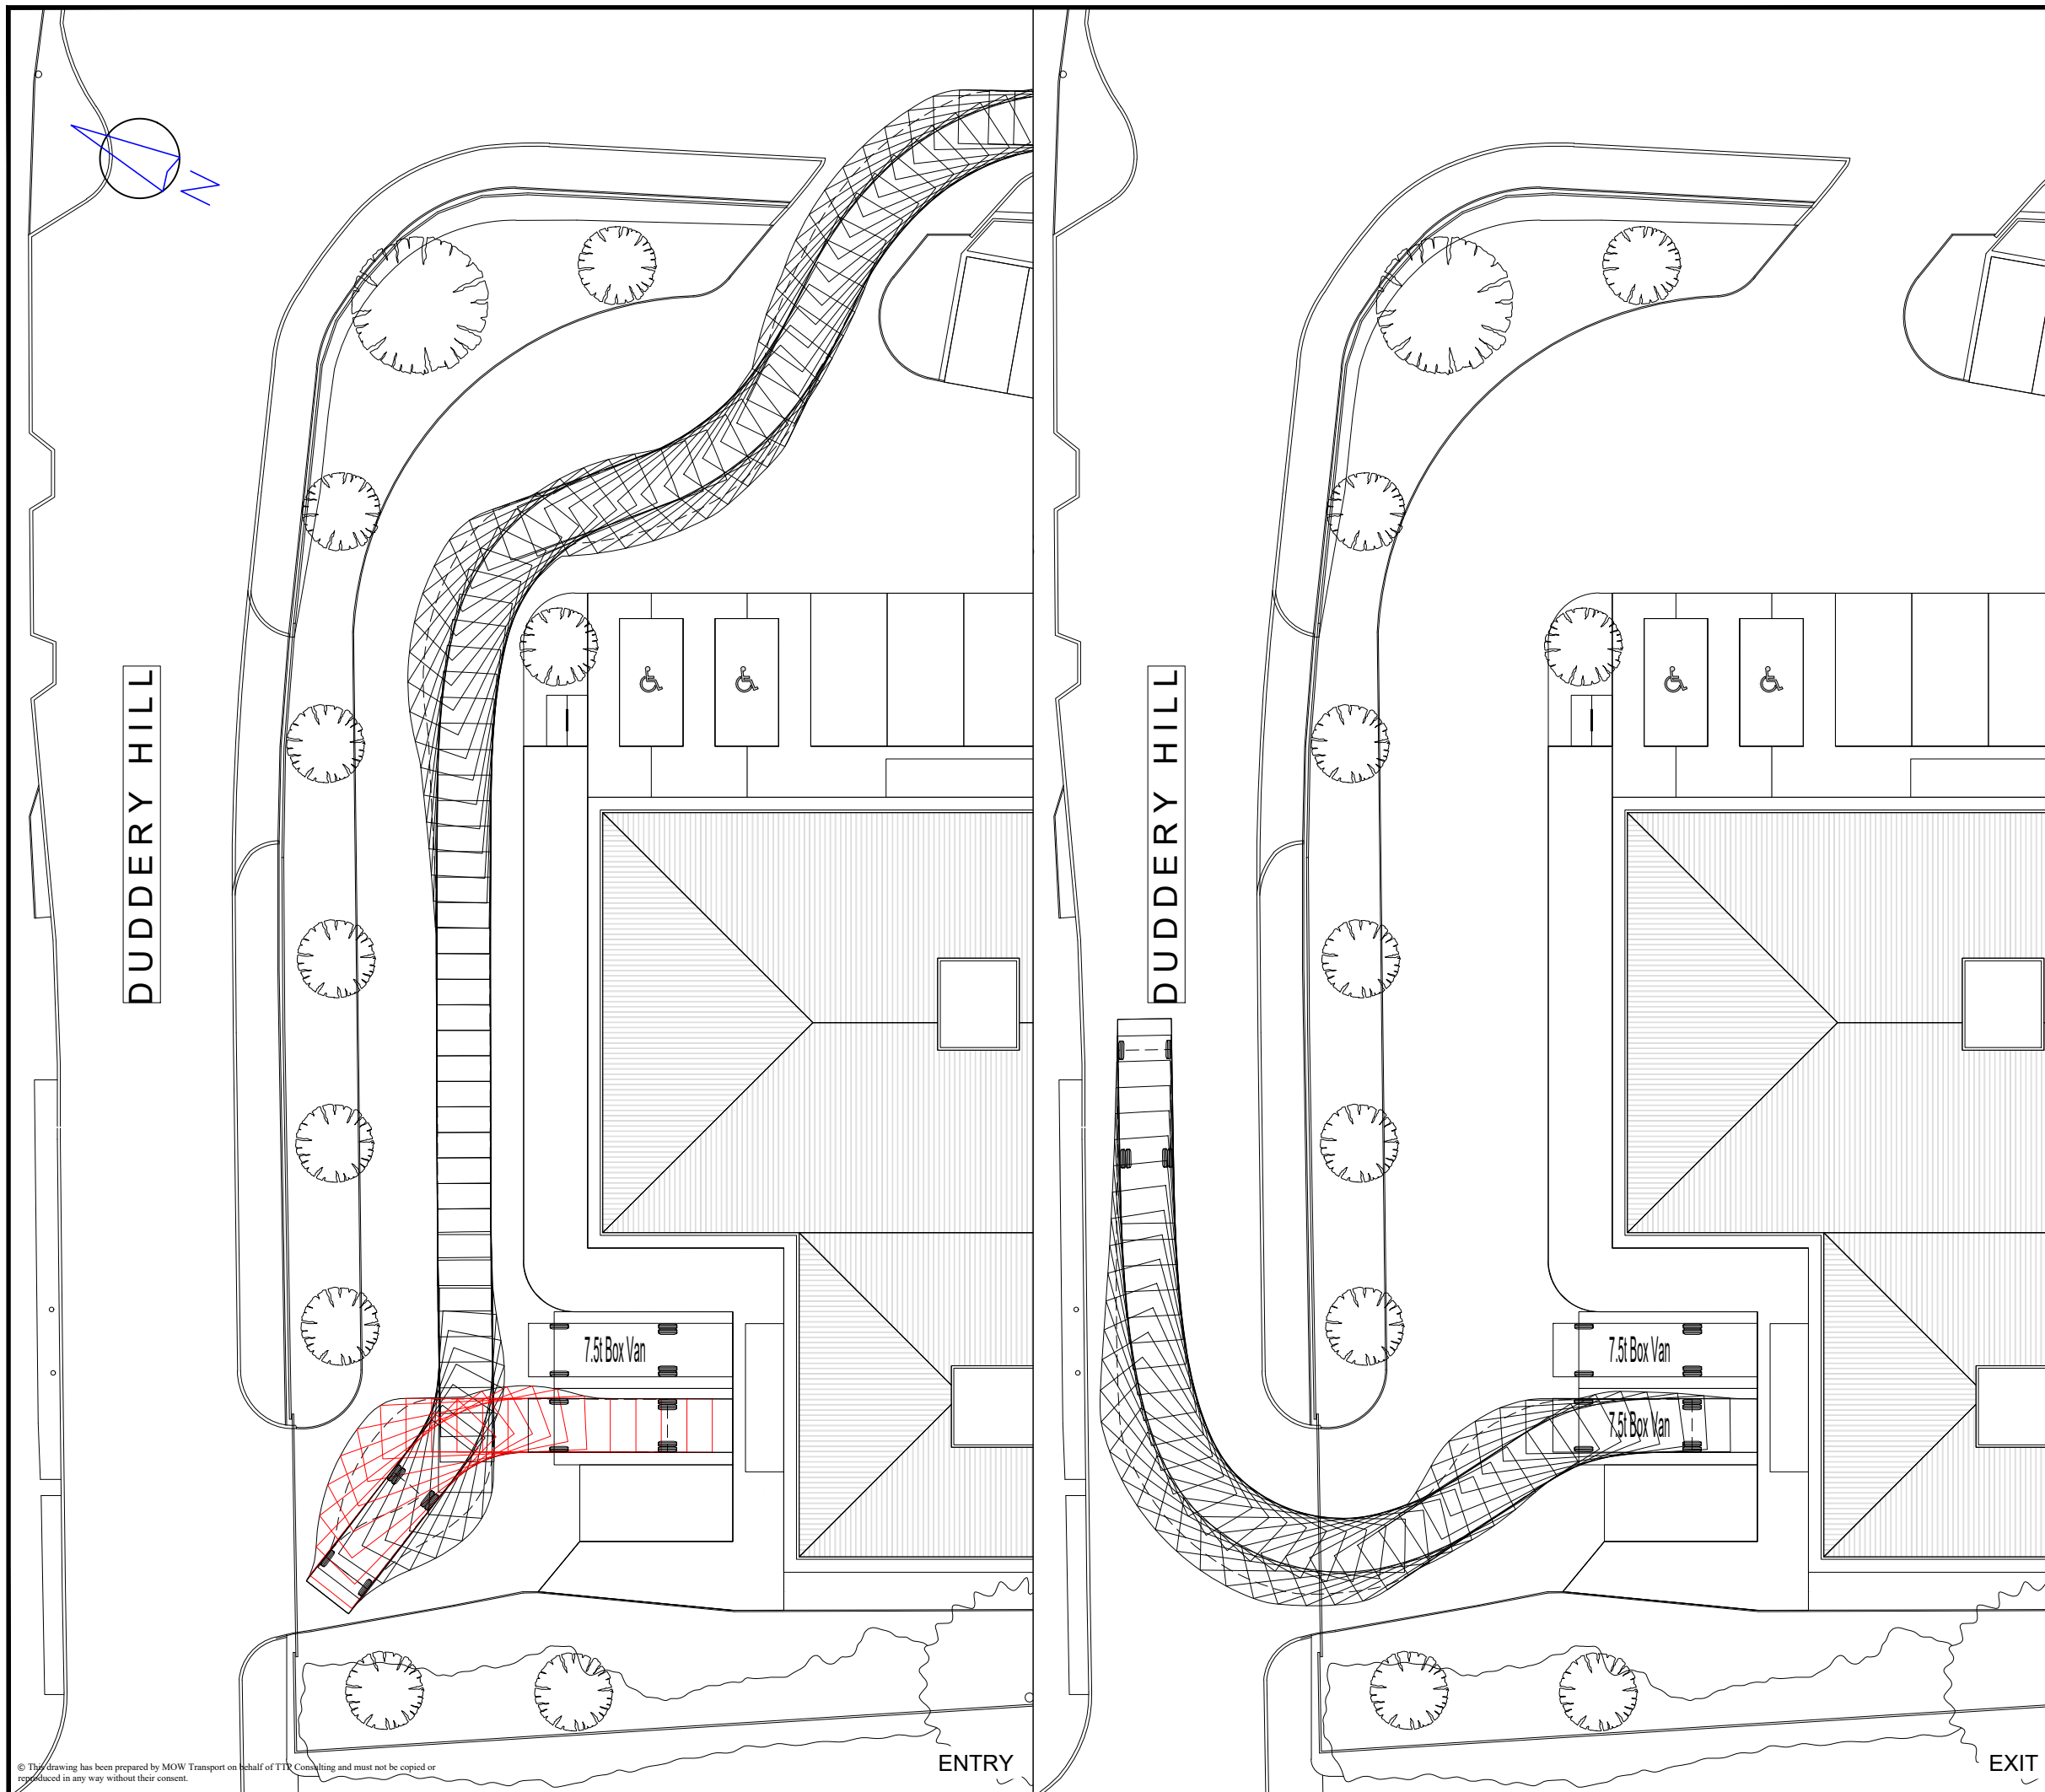 N
DUDDERY HILL
7.5t Box Van
ENTRY
© This drawing has been prepared by MOW Transport on behalf of TTP Consulting and must not be copied or
reproduced in any way without their consent.
DUDDERY HILL
7.5t Box Van
7.5t Box Van
EXIT